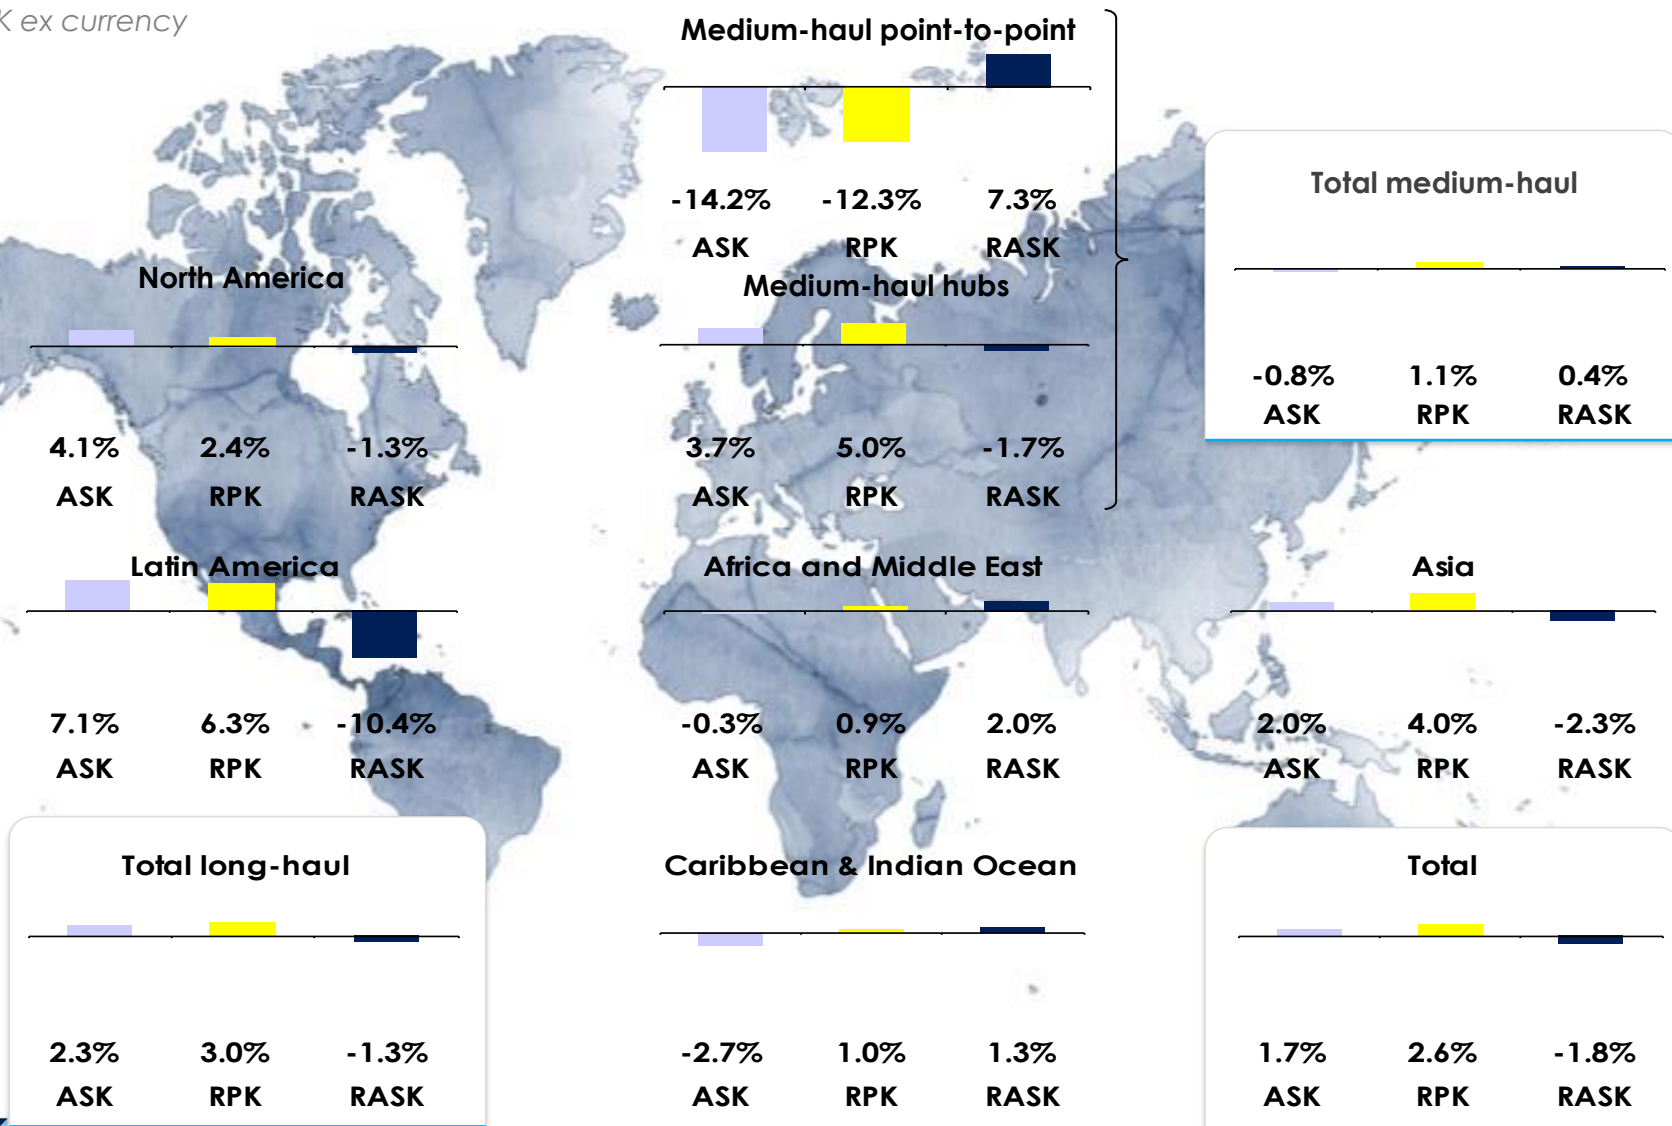 K ex currency
Medium-haul point-to-point
-14.2% -12.3% 7.3%
ASK RPK RASK
Total medium-haul
-0.8% 1.1% 0.4%
ASK RPK RASK
North America
4.1% 2.4% -1.3%
ASK RPK RASK
Medium-haul hubs
3.7% 5.0% -1.7%
ASK RPK RASK
Latin America
7.1% 6.3% -10.4%
ASK RPK RASK
Africa and Middle East
-0.3% 0.9% 2.0%
ASK RPK RASK
Asia
2.0% 4.0% -2.3%
ASK RPK RASK
Total long-haul
2.3% 3.0% -1.3%
ASK RPK RASK
Caribbean & Indian Ocean
-2.7% 1.0% 1.3%
ASK RPK RASK
Total
1.7% 2.6% -1.8%
ASK RPK RASK